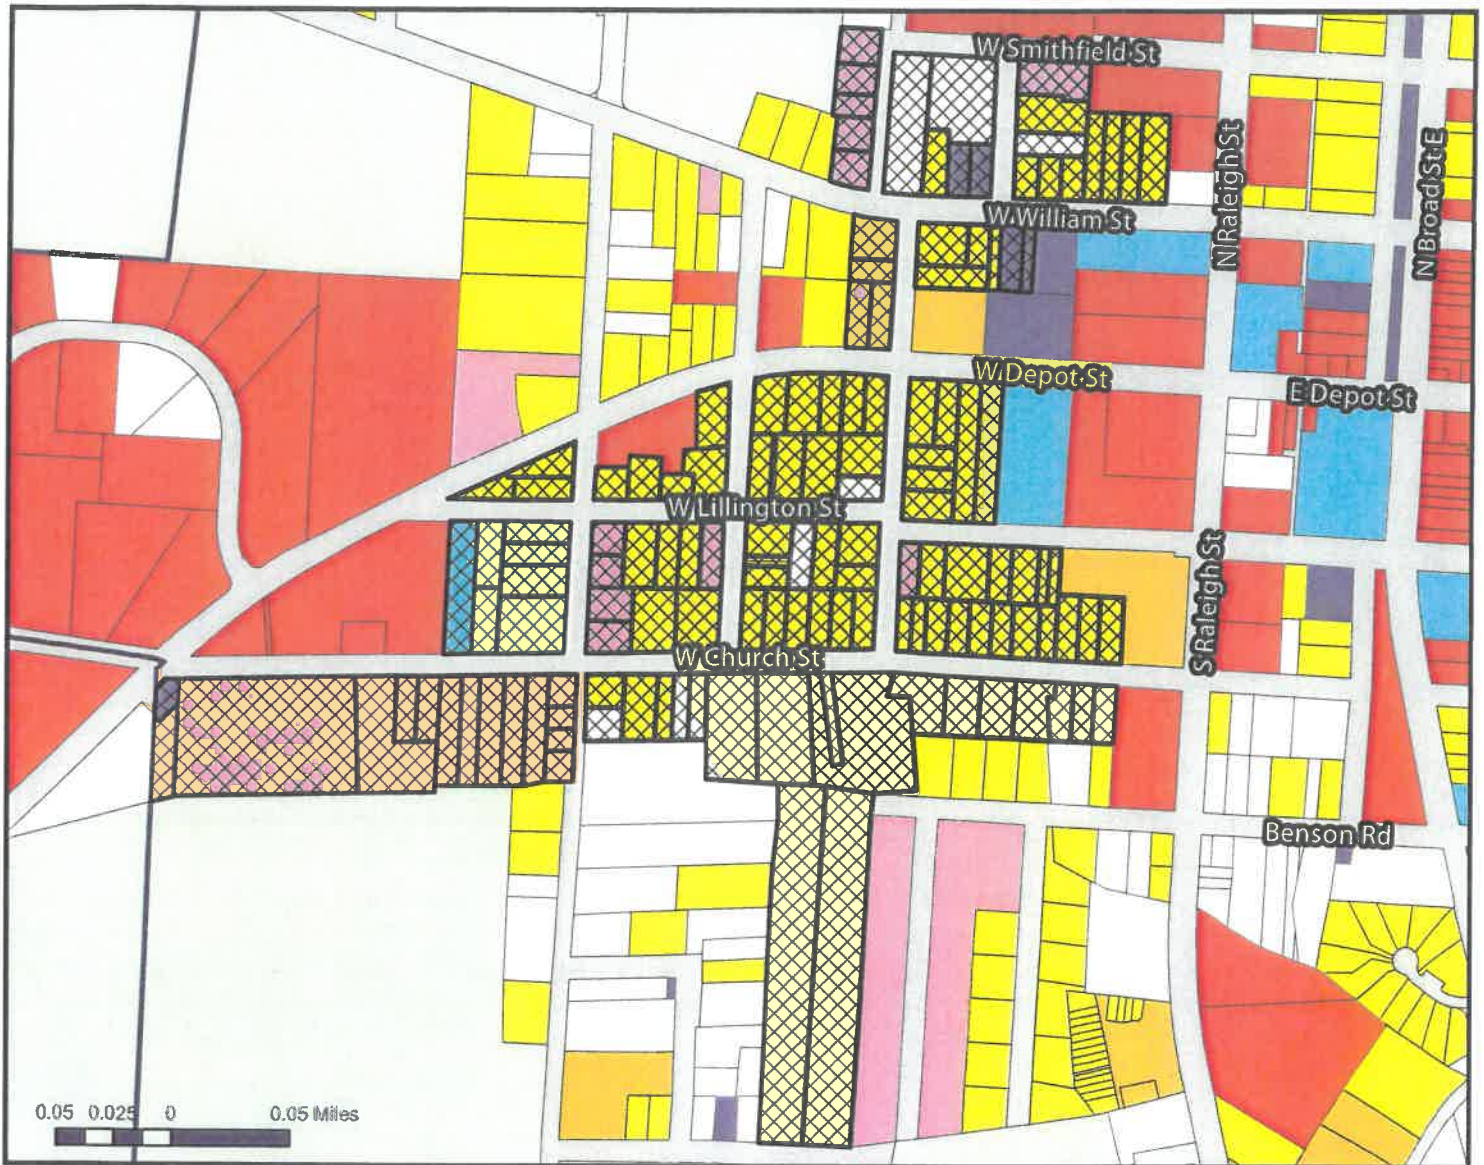 W Smithfield St
N Raleigh St
N Broad St E
W William St
W Depot St
E Depot St
W Lillington St
S Raleigh St
W Church St
Benson Rd
0.05 0.025 0 0.05 Miles